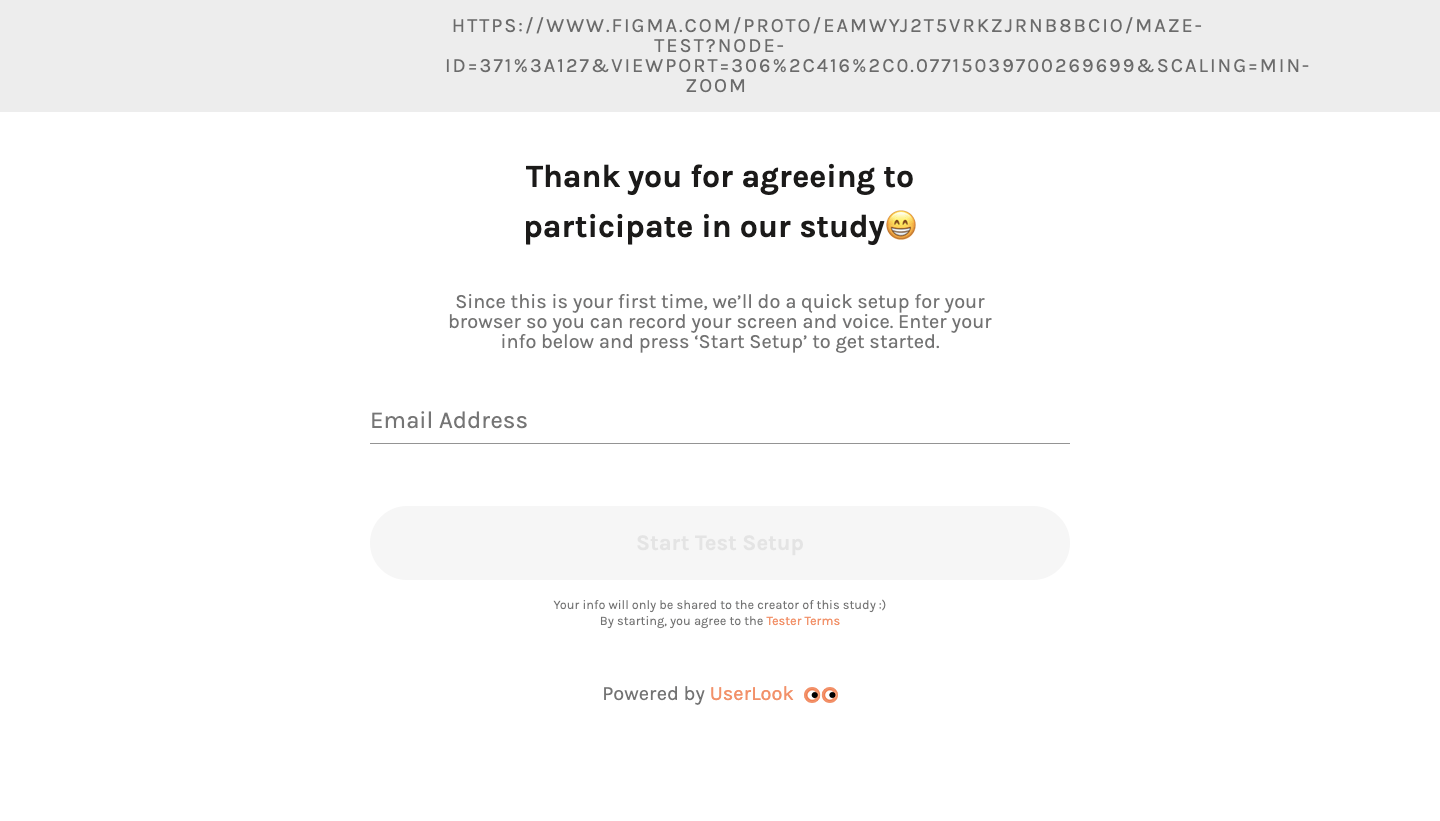 HTTPS://WWW.FIGMA.COM/PROTO/EAMWYJ2T5VRKZJRNB8BCIO/MAZE-
TEST?NODE-
ID=371%3A127&VIEWPORT=306%2C416%2C0.07715039700269699&SCALING=MIN-
ZOOM
Thank you for agreeing to
participate in our study😁
Since this is your first time, we’ll do a quick setup for your
browser so you can record your screen and voice. Enter your
info below and press ‘Start Setup’ to get started.
Email Address
Start Test Setup
Your info will only be shared to the creator of this study :)
By starting, you agree to the Tester Terms
Powered by UserLook